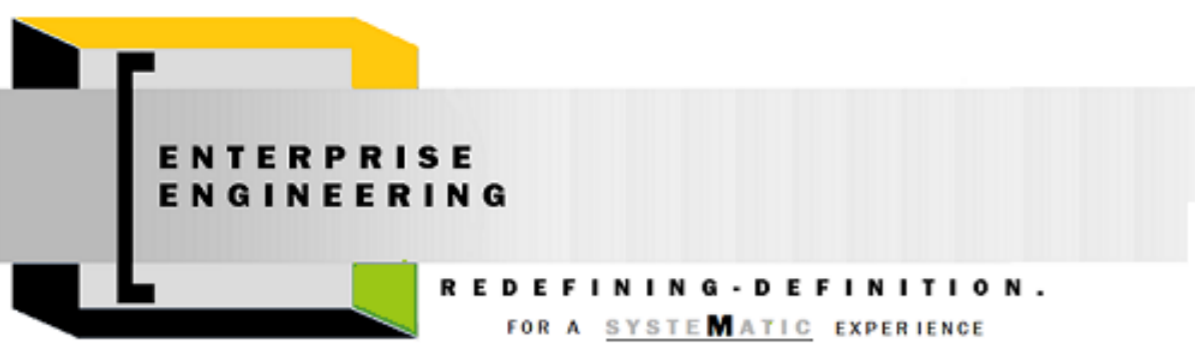 ENTERPRISE
ENGINEERING
REDEFINING-DEFINITION.
FOR A SYSTEMATIC EXPERIENCE